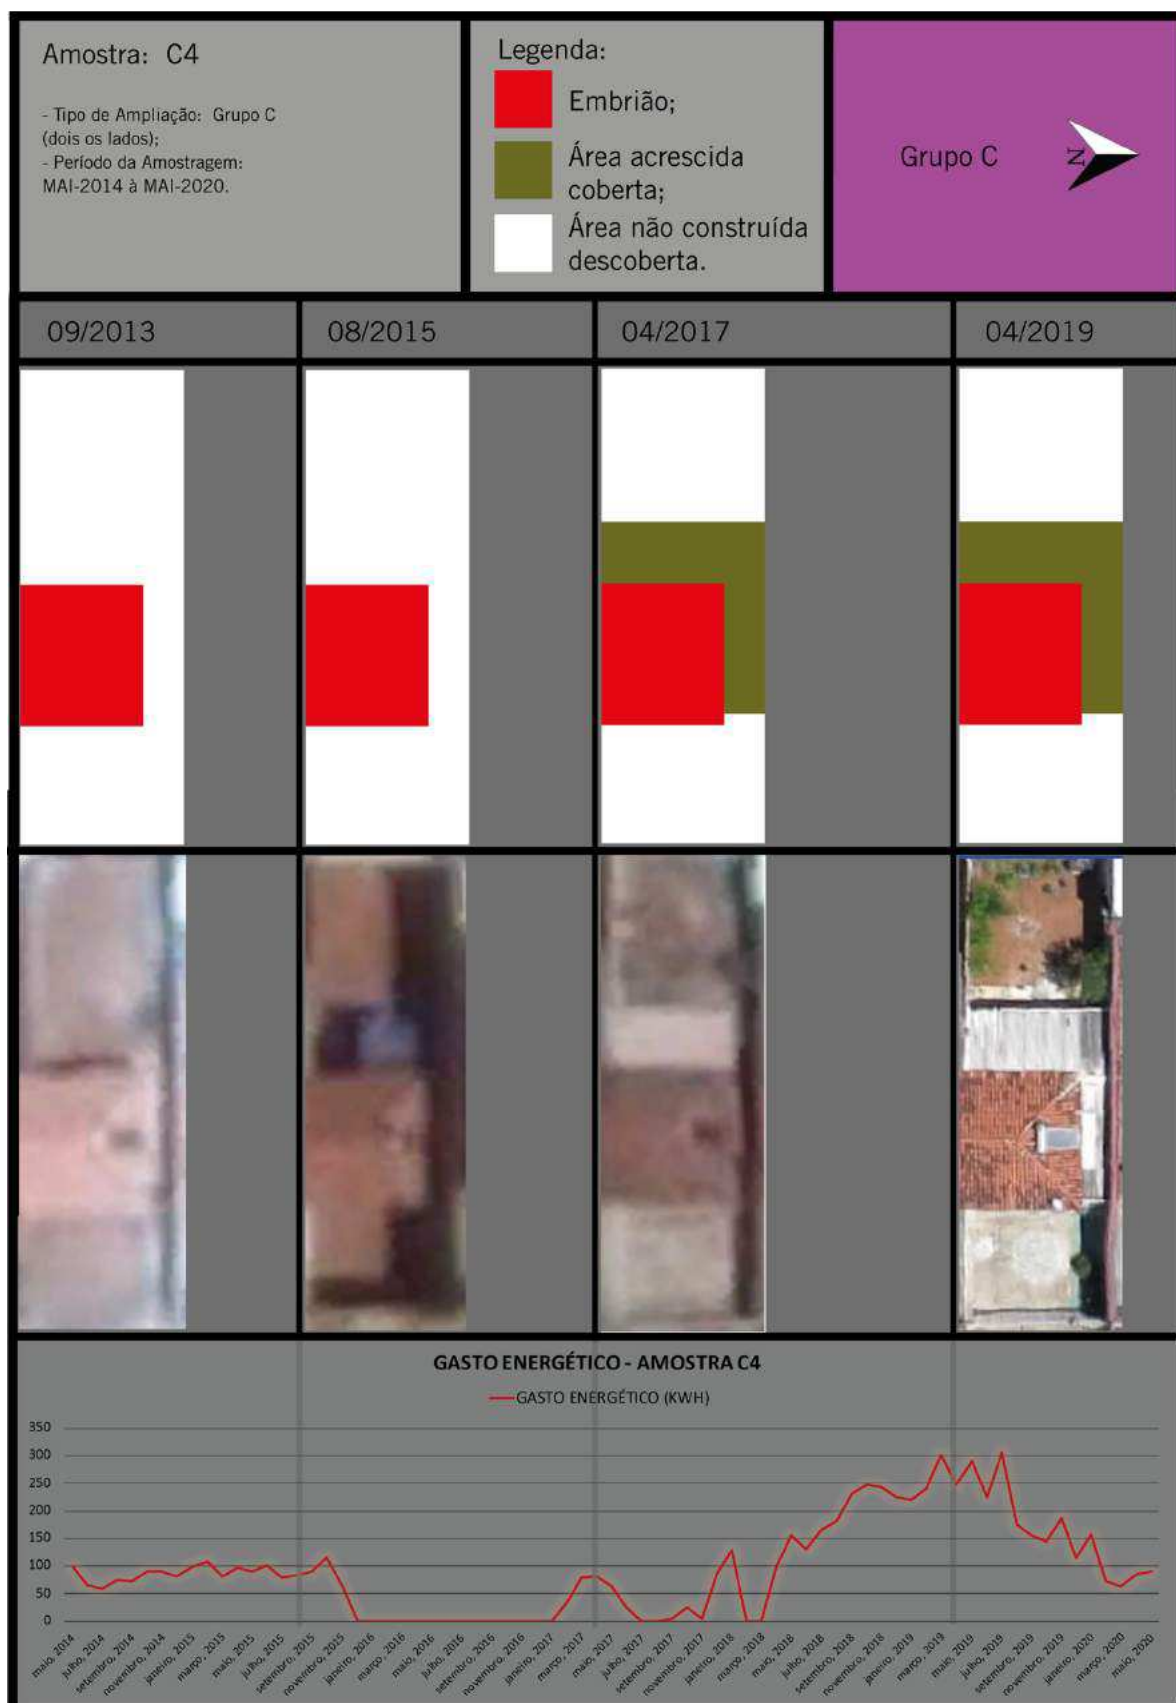 Amostra: C4
- Tipo de Ampliação: Grupo C
(dois os lados);
- Período da Amostragem:
MAI-2014 à MAI-2020.
Legenda:
Embrião;
Área acrescida
coberta;
Área não construída
descoberta.
Grupo C
N
09/2013
08/2015
04/2017
04/2019
GASTO ENERGÉTICO - AMOSTRA C4
GASTO ENERGÉTICO (KWH)
350
300
250
200
150
100
50
0
maio, 2014
julho, 2014
setembro, 2014
novembro, 2014
janeiro, 2015
março, 2015
maio, 2015
julho, 2015
setembro, 2015
novembro, 2025
janeiro, 2016
março, 2016
maio, 2016
julho, 2016
setembro, 2016
novembro, 2016
janeiro, 2017
março, 2017
maio, 2017
julho, 2017
setembro, 2017
novembro, 2017
janeiro, 2018
março, 2018
maio, 2018
julho, 2018
setembro, 2018
novembro, 2018
janeiro, 2019
março, 2019
maio, 2019
julho, 2019
setembro, 2019
novembro, 2019
janeiro, 2020
março, 2020
maio, 2020